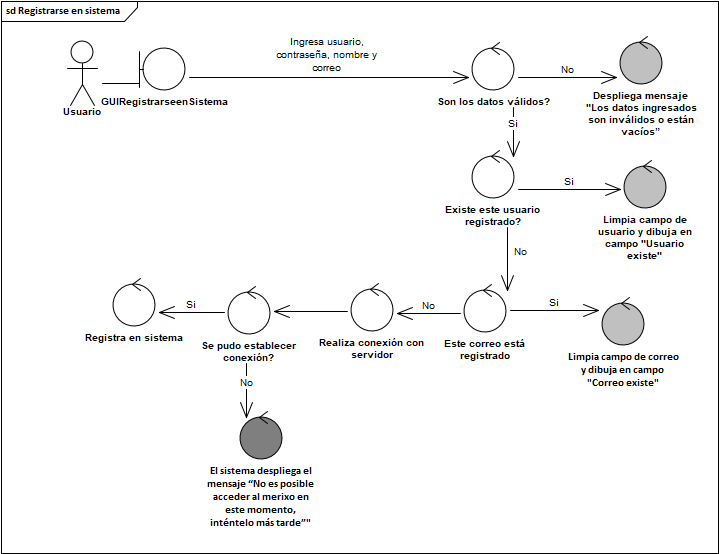 sd Registrarse en sistema
Ingresa usuario,
contraseña, nombre y
correo
Usuario
GUIRegistrarseenSistema
Son los datos válidos?
No
Despliega mensaje
"Los datos ingresados
son inválidos o están
vacíos”
Si
Existe este usuario
registrado?
Si
Limpia campo de
usuario y dibuja en
campo "Usuario
existe"
No
Este correo está
registrado
Si
Limpia campo de correo
y dibuja en campo
"Correo existe"
No
Realiza conexión con
servidor
Se pudo establecer
conexión?
Si
Registra en sistema
No
El sistema despliega el
mensaje “No es posible
acceder al merixo en
este momento,
inténtelo más tarde”"